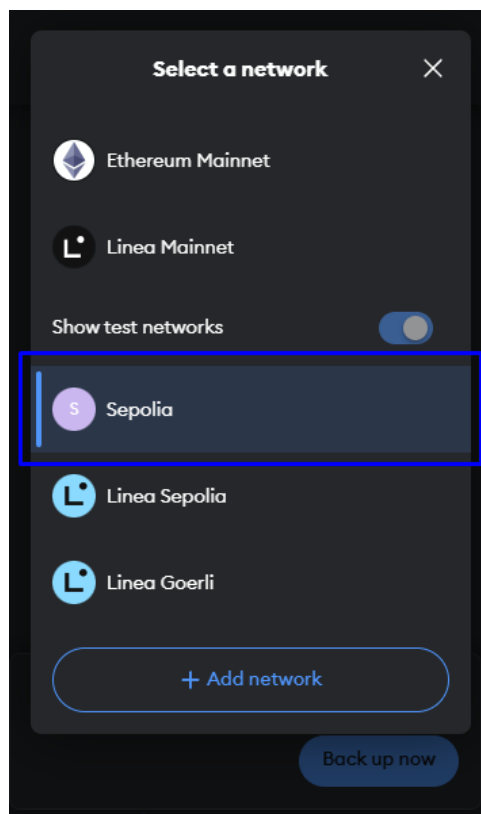 Select a network
Ethereum Mainnet
L Linea Mainnet
Show test networks
S Sepolia
L Linea Sepolia
L Linea Goerli
+ Add network
Back up now